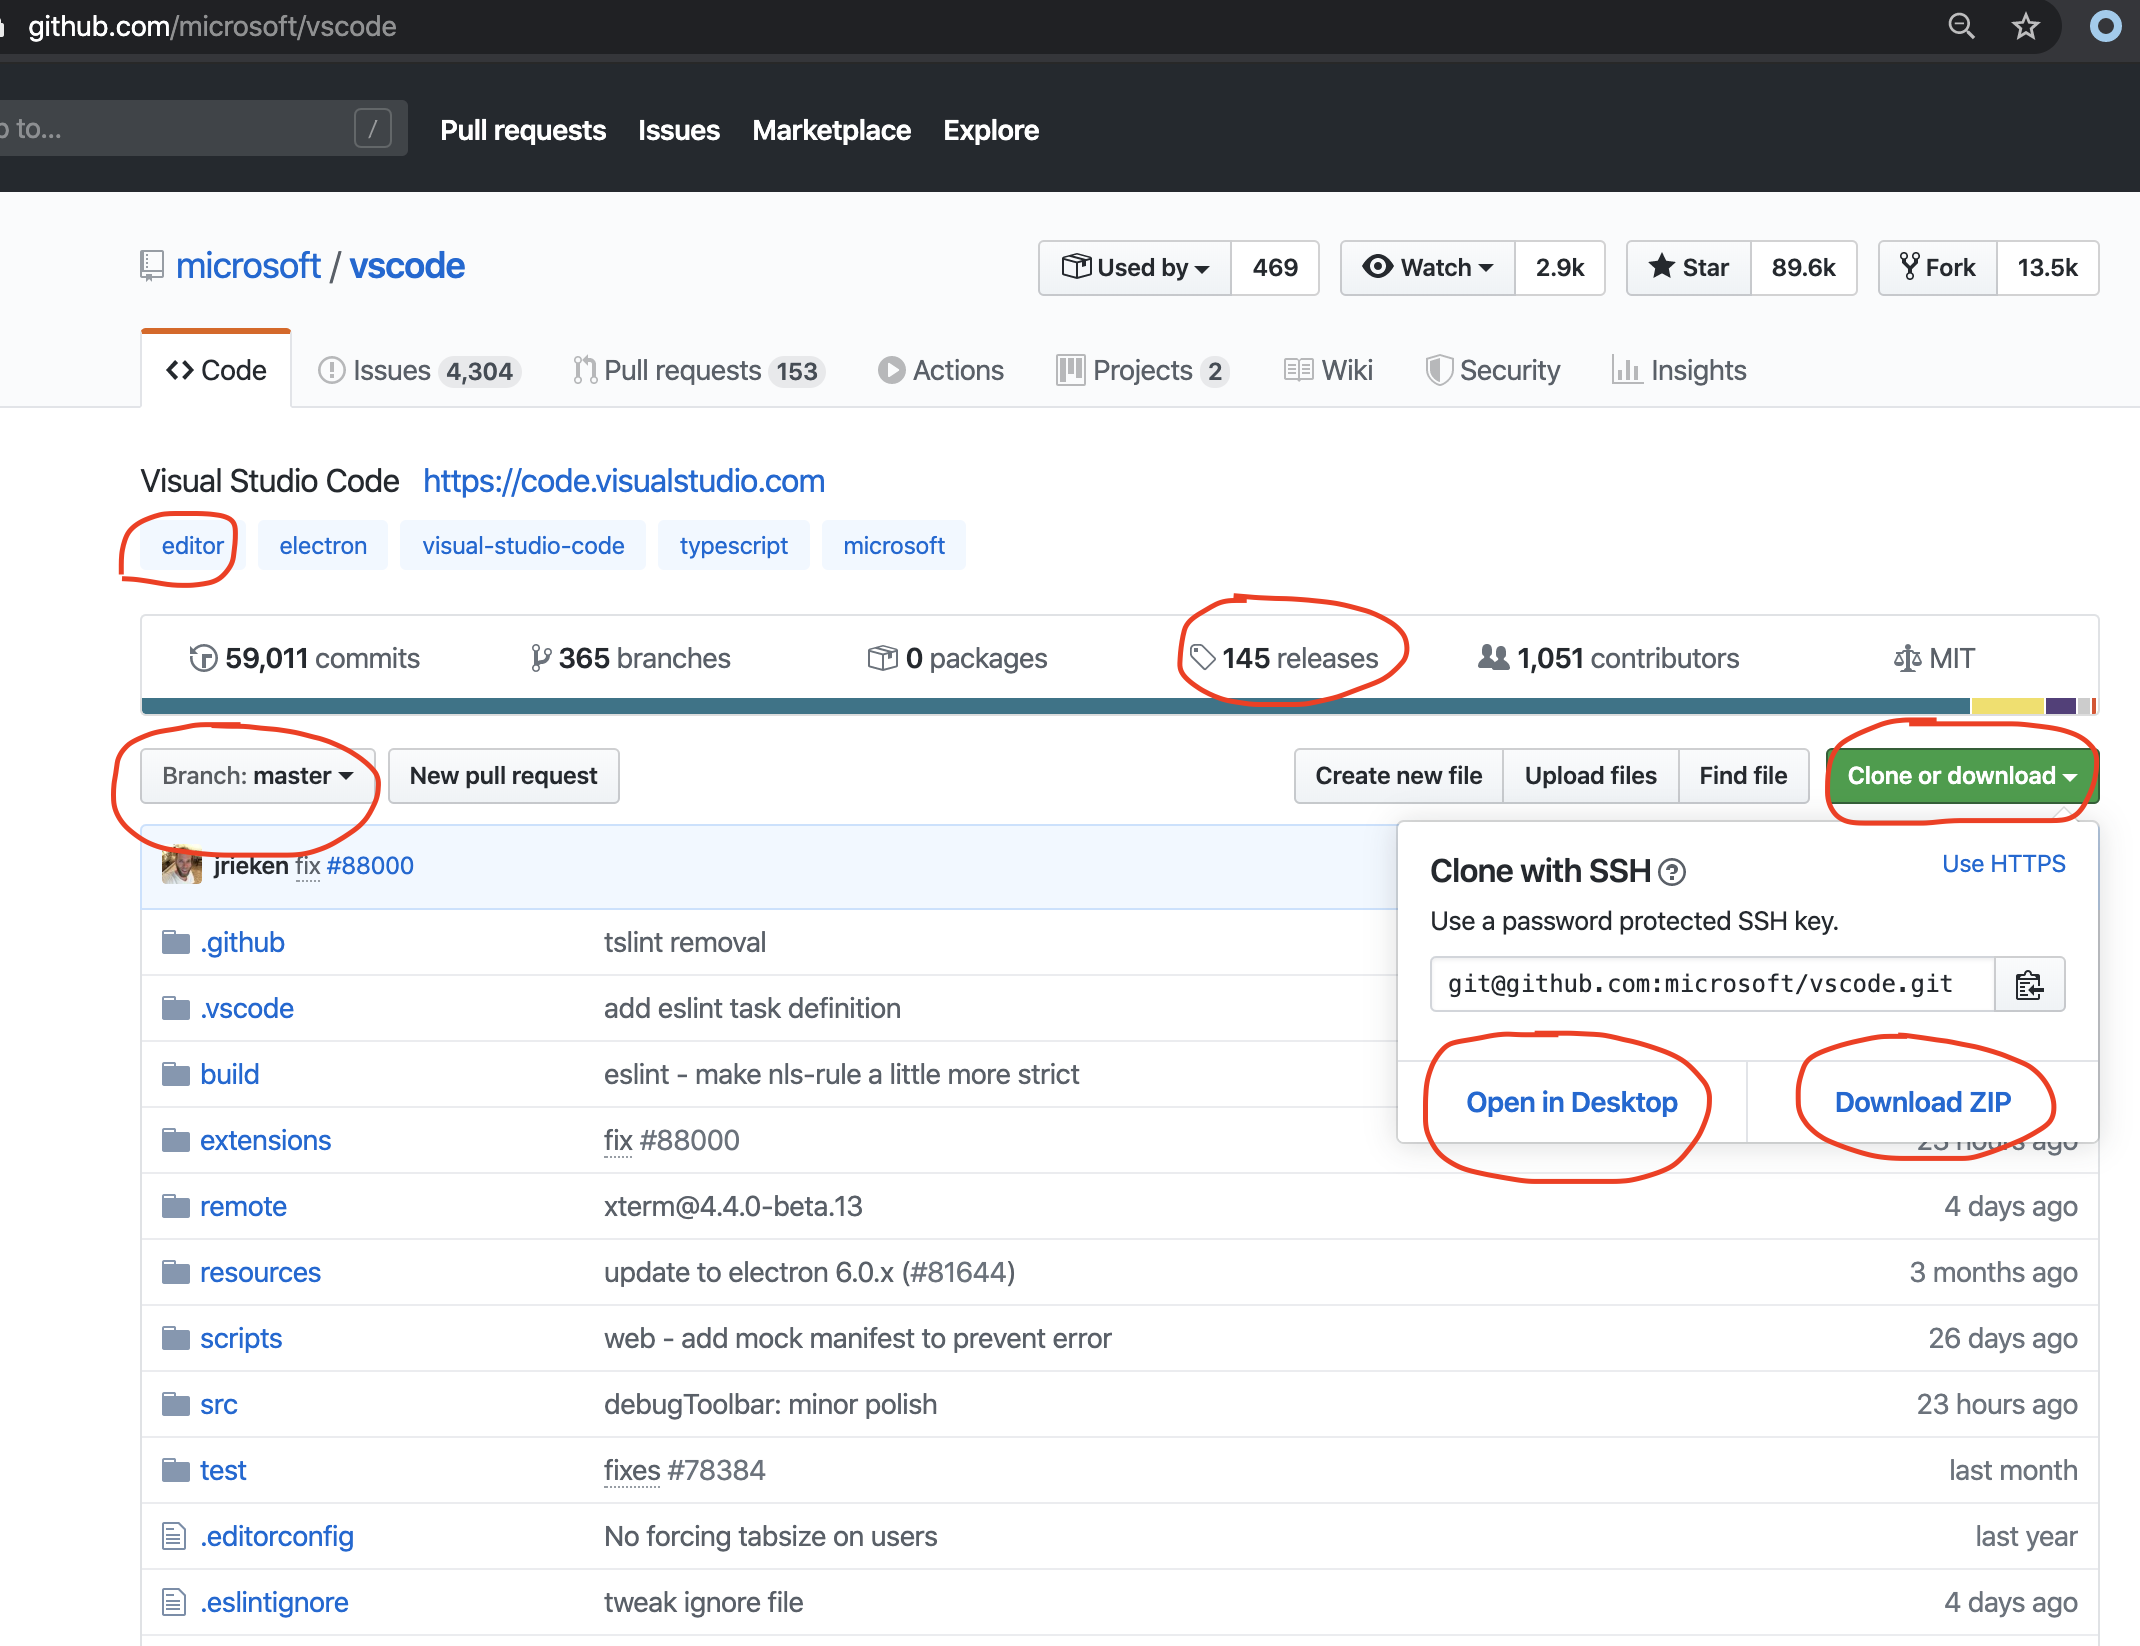 github.com/microsoft/vscode
to...
/
Pull requests Issues Marketplace Explore
microsoft / vscode
Used by 469 Watch 2.9k Star 89.6k Fork 13.5k
Code Issues 4,304 Pull requests 153 Actions Projects 2 Wiki Security Insights
Visual Studio Code https://code.visualstudio.com
editor electron visual-studio-code typescript microsoft
59,011 commits 365 branches 0 packages 145 releases 1,051 contributors MIT
Branch: master New pull request Create new file Upload files Find file Clone or download
jrieken fix #88000
Clone with SSH ? Use HTTPS
Use a password protected SSH key.
git@github.com:microsoft/vscode.git
Open in Desktop Download ZIP
.github tslint removal
.vscode add eslint task definition
build eslint - make nls-rule a little more strict
extensions fix #88000 23 hours ago
remote xterm@4.4.0-beta.13 4 days ago
resources update to electron 6.0.x (#81644) 3 months ago
scripts web - add mock manifest to prevent error 26 days ago
src debugToolbar: minor polish 23 hours ago
test fixes #78384 last month
.editorconfig No forcing tabsize on users last year
.eslintignore tweak ignore file 4 days ago